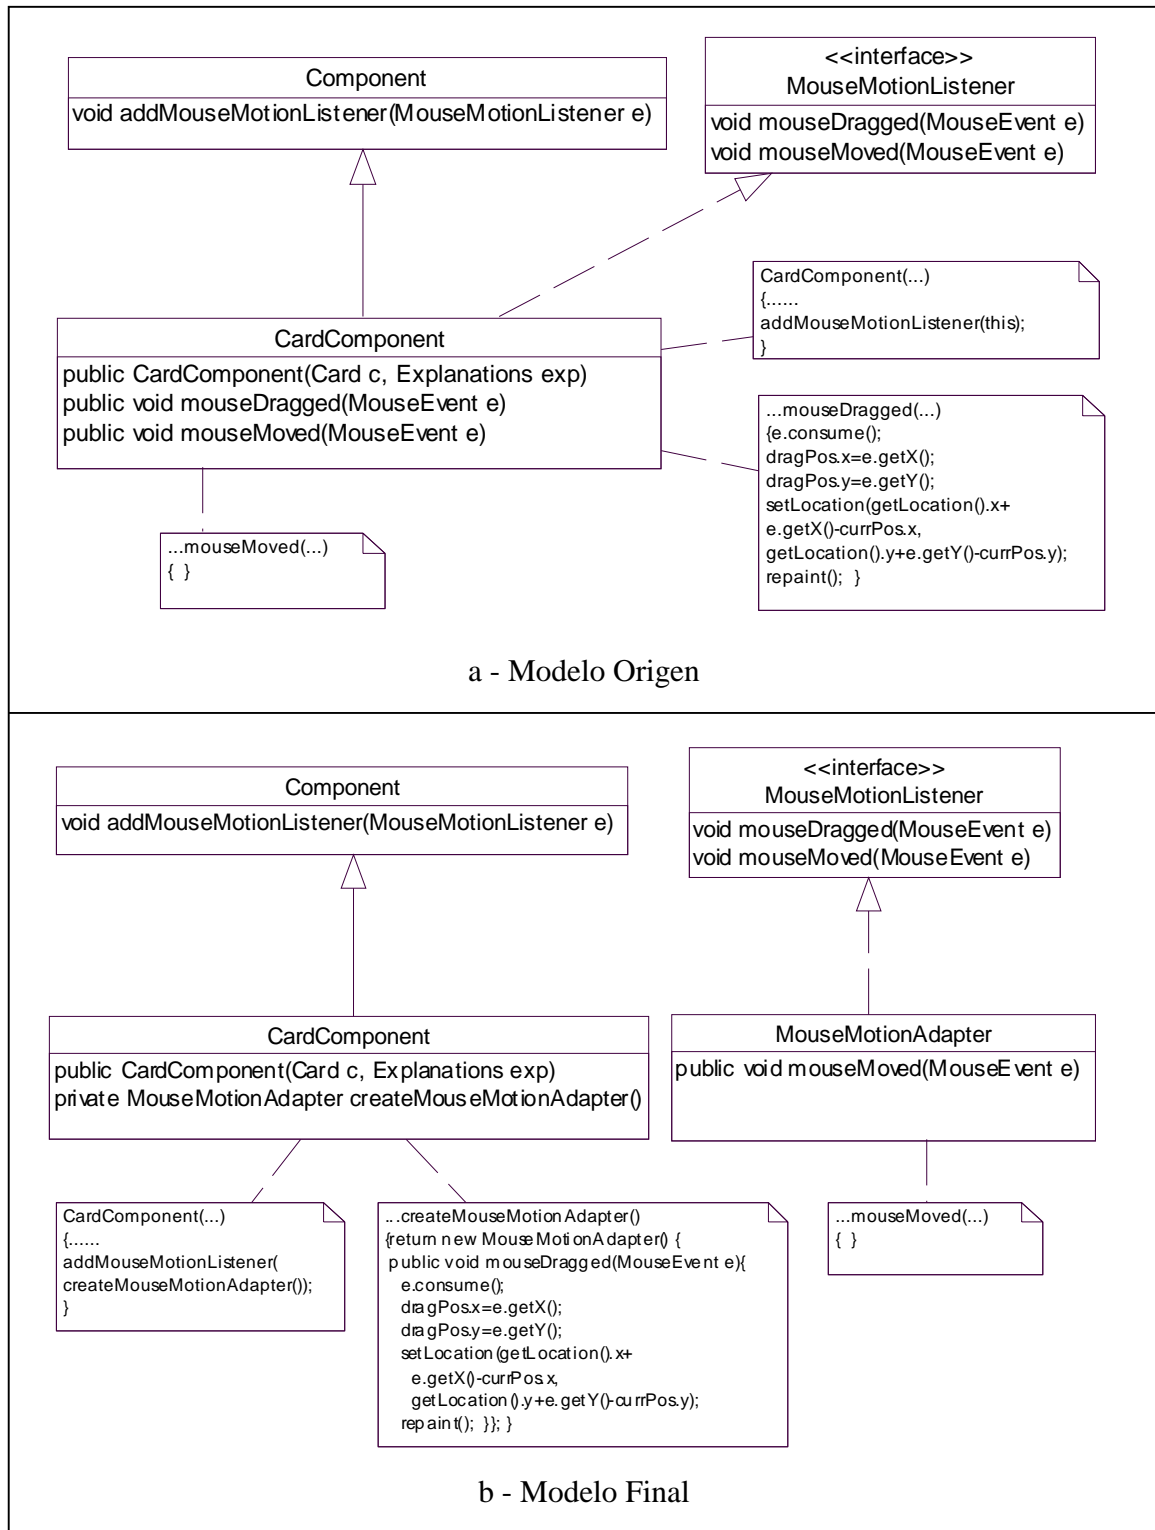 Component
void addMouseMotionListener(MouseMotionListener e)
<<interface>>
MouseMotionListener
void mouseDragged(MouseEvent e)
void mouseMoved(MouseEvent e)
CardComponent
public CardComponent(Card c, Explanations exp)
public void mouseDragged(MouseEvent e)
public void mouseMoved(MouseEvent e)
CardComponent(...)
{......
addMouseMotionListener(this);
}
...mouseDragged(...)
{e.consume();
dragPos.x=e.getX();
dragPos.y=e.getY();
setLocation(getLocation().x+
e.getX()-currPos.x,
getLocation().y+e.getY()-currPos.y);
repaint(); }
...mouseMoved(...)
{ }
a - Modelo Origen
Component
void addMouseMotionListener(MouseMotionListener e)
<<interface>>
MouseMotionListener
void mouseDragged(MouseEvent e)
void mouseMoved(MouseEvent e)
CardComponent
public CardComponent(Card c, Explanations exp)
private MouseMotionAdapter createMouseMotionAdapter()
MouseMotionAdapter
public void mouseMoved(MouseEvent e)
CardComponent(...)
{......
addMouseMotionListener(
createMouseMotionAdapter());
}
...createMouseMotionAdapter()
{return new MouseMotionAdapter() {
public void mouseDragged(MouseEvent e){
e.consume();
dragPos.x=e.getX();
dragPos.y=e.getY();
setLocation(getLocation().x+
e.getX()-currPos.x,
getLocation().y+e.getY()-currPos.y);
repaint(); }}; }
...mouseMoved(...)
{ }
b - Modelo Final